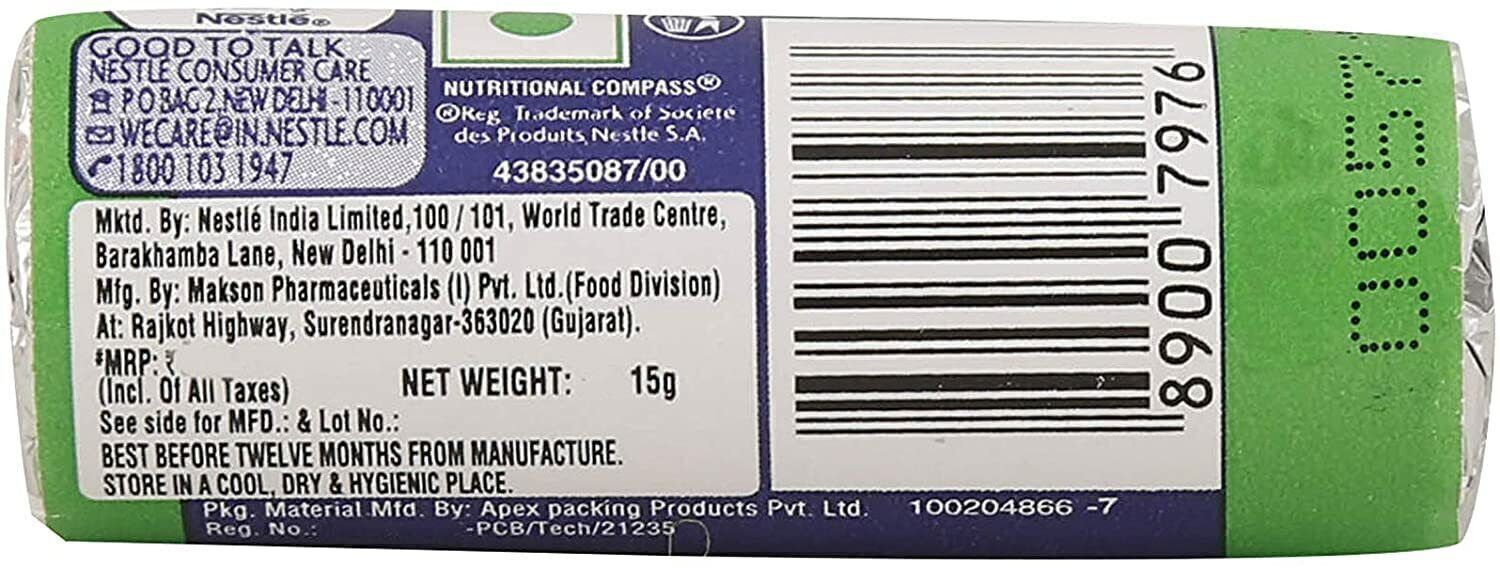 Nestlé®
GOOD TO TALK
NESTLÉ CONSUMER CARE
P O BAG 2, NEW DELHI -110001
WECARE@IN.NESTLE.COM
1800 103 1947
NUTRITIONAL COMPASS®
®Reg. Trademark of Société
des Produits Nestle S.A.
43835087/00
Mktd. By: Nestlé India Limited,100 / 101, World Trade Centre,
Barakhamba Lane, New Delhi - 110 001
Mfg. By: Makson Pharmaceuticals (I) Pvt. Ltd.(Food Division)
At: Rajkot Highway, Surendranagar-363020 (Gujarat).
#MRP: ₹
(Incl. Of All Taxes)
NET WEIGHT: 15g
See side for MFD.: & Lot No.:
BEST BEFORE TWELVE MONTHS FROM MANUFACTURE.
STORE IN A COOL, DRY & HYGIENIC PLACE.
Pkg. Material Mfd. By: Apex packing Products Pvt. Ltd. 100204866 -7
Reg. No.: -PCB/Tech/21235
8900 7976